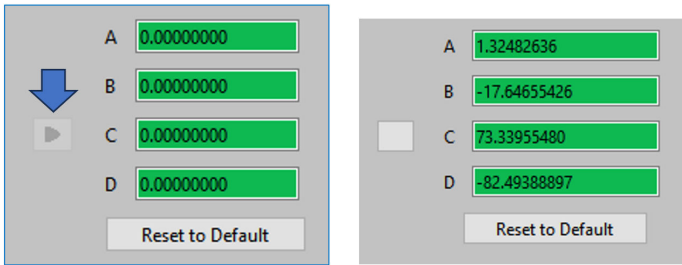 A 0.00000000
B 0.00000000
C 0.00000000
D 0.00000000
Reset to Default
A 1.32482636
B -17.64655426
C 73.33955480
D -82.49388897
Reset to Default